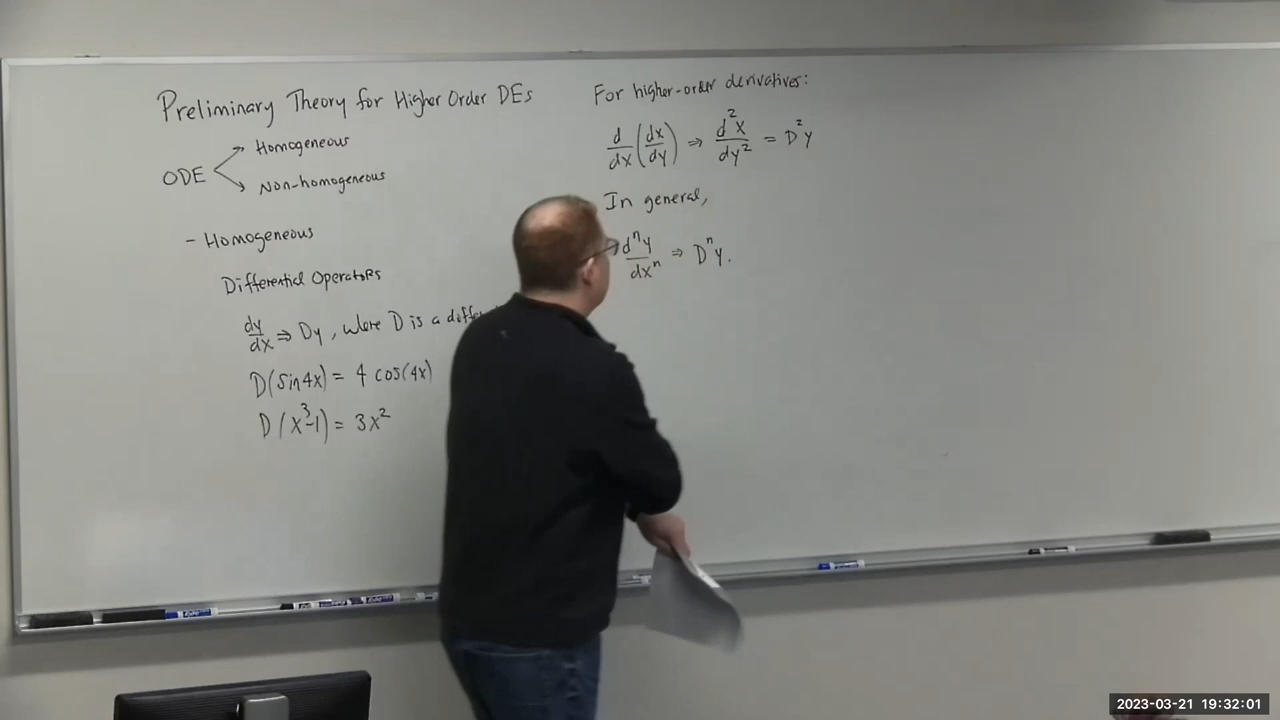 Preliminary Theory for Higher Order DEs
ODE
Homogeneous
Non-homogeneous
- Homogeneous
Differential Operators
dy/dx ⇒ Dy, where D is a
D(sin4x) = 4 cos(4x)
D(x³-1) = 3x²
For higher-order derivatives:
d/dx (dx/dy) ⇒ d²x/dy² = D²y
In general,
dⁿy/dxⁿ ⇒ Dⁿy.
2023-03-21 19:32:01